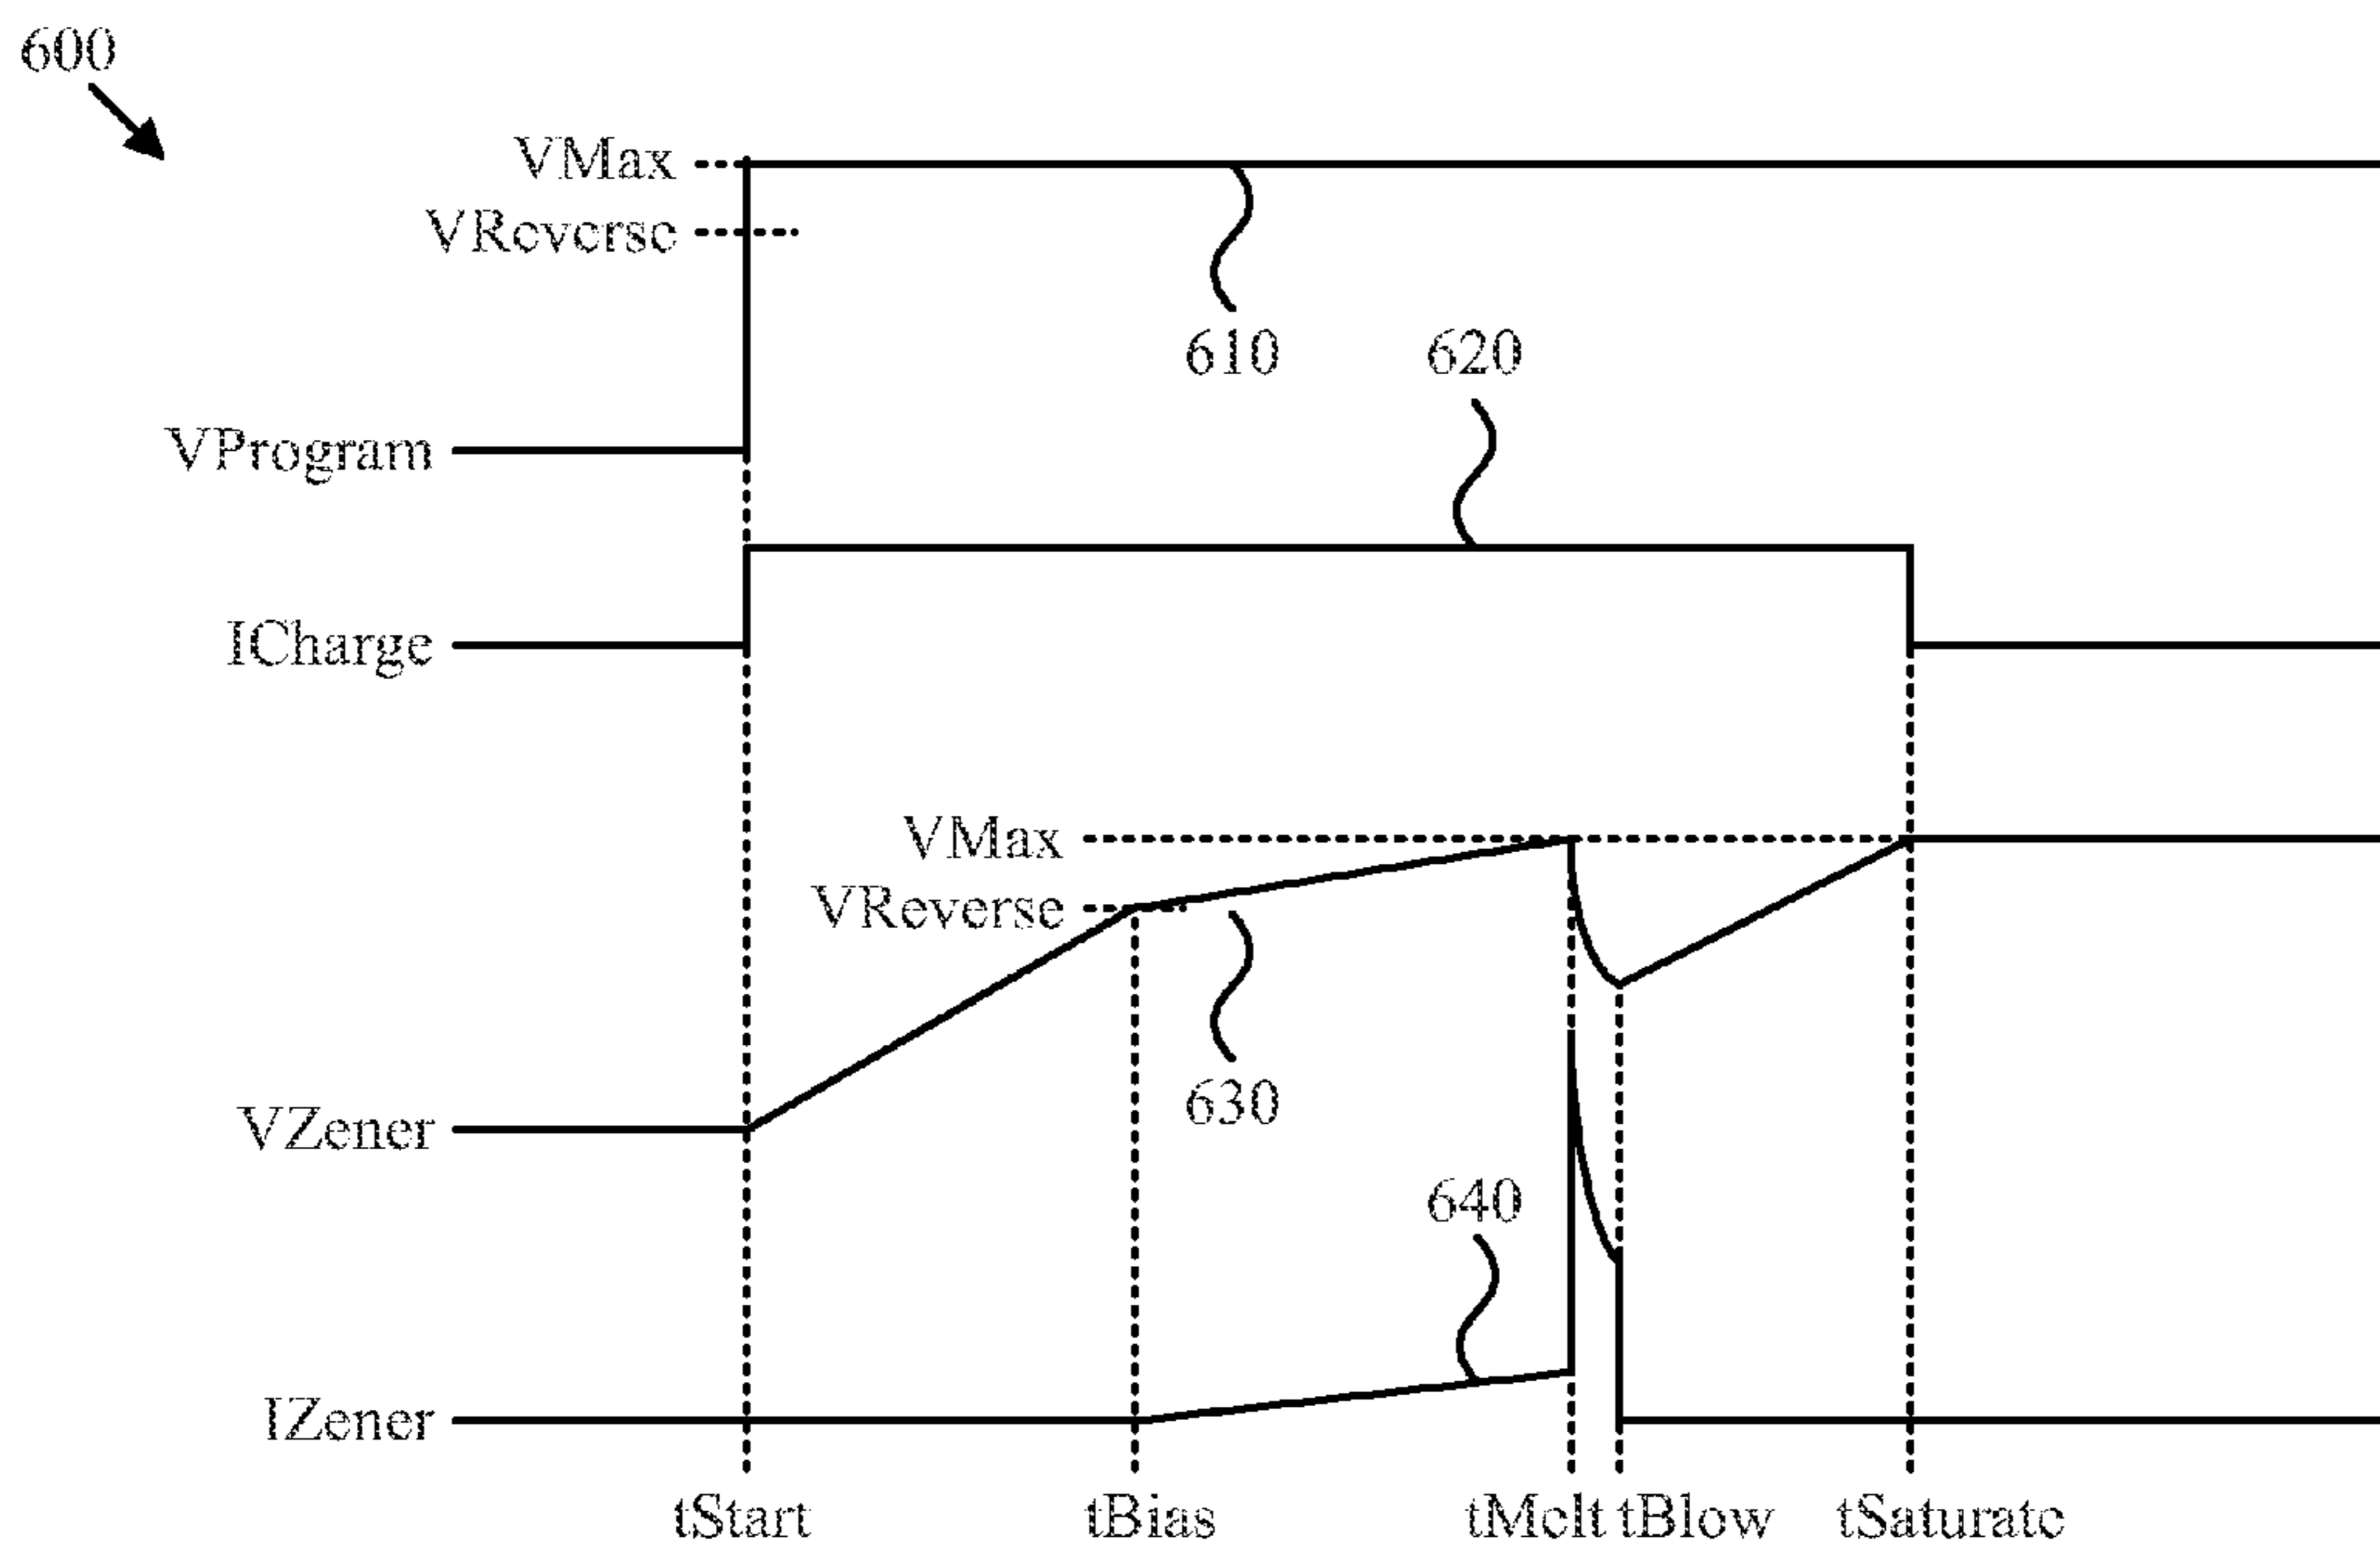 600
VMax
VReverse
610
620
VProgram
ICharge
VMax
VReverse
630
VZener
640
IZener
tStart tBias tMelt tBlow tSaturate